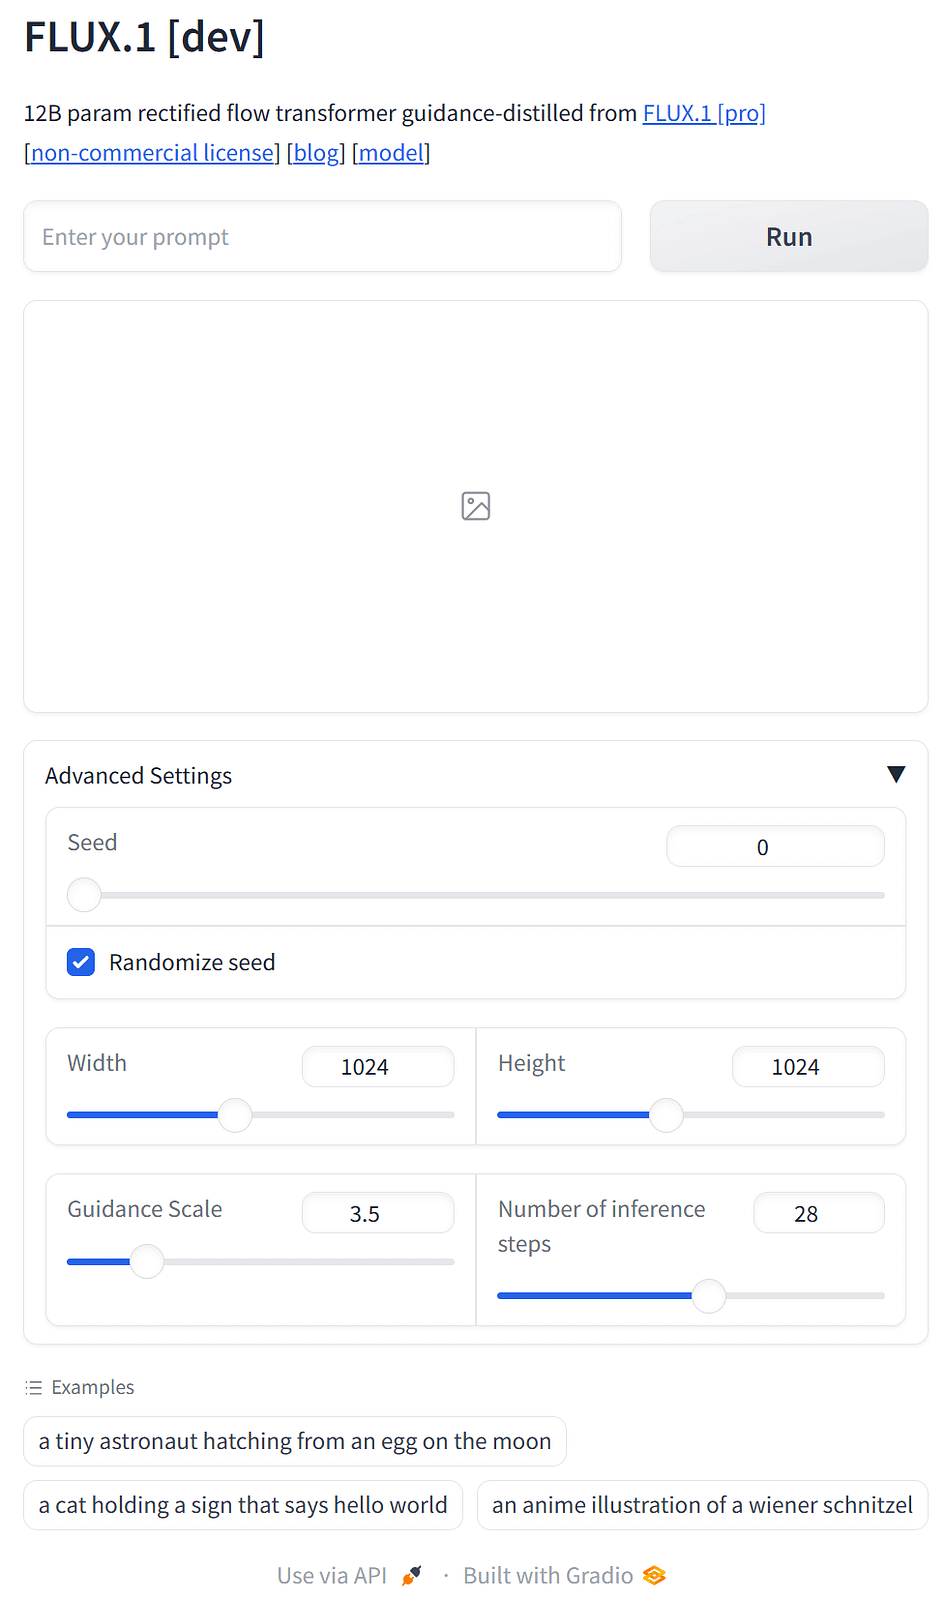 FLUX.1 [dev]
12B param rectified flow transformer guidance-distilled from FLUX.1 [pro]
[non-commercial license] [blog] [model]
Enter your prompt
Run
Advanced Settings
Seed
0
Randomize seed
Width
1024
Height
1024
Guidance Scale
3.5
Number of inference
steps
28
Examples
a tiny astronaut hatching from an egg on the moon
a cat holding a sign that says hello world
an anime illustration of a wiener schnitzel
Use via API · Built with Gradio